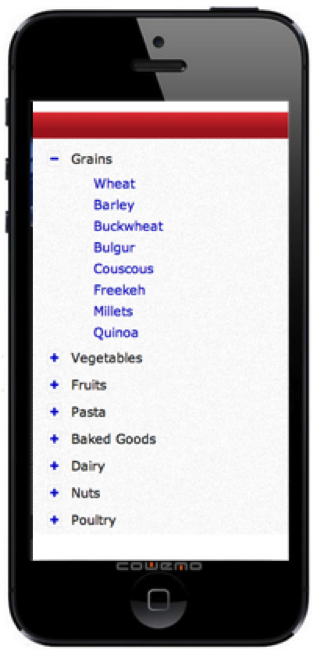 − Grains
Wheat
Barley
Buckwheat
Bulgur
Couscous
Freekeh
Millets
Quinoa
+ Vegetables
+ Fruits
+ Pasta
+ Baked Goods
+ Dairy
+ Nuts
+ Poultry
cowemo